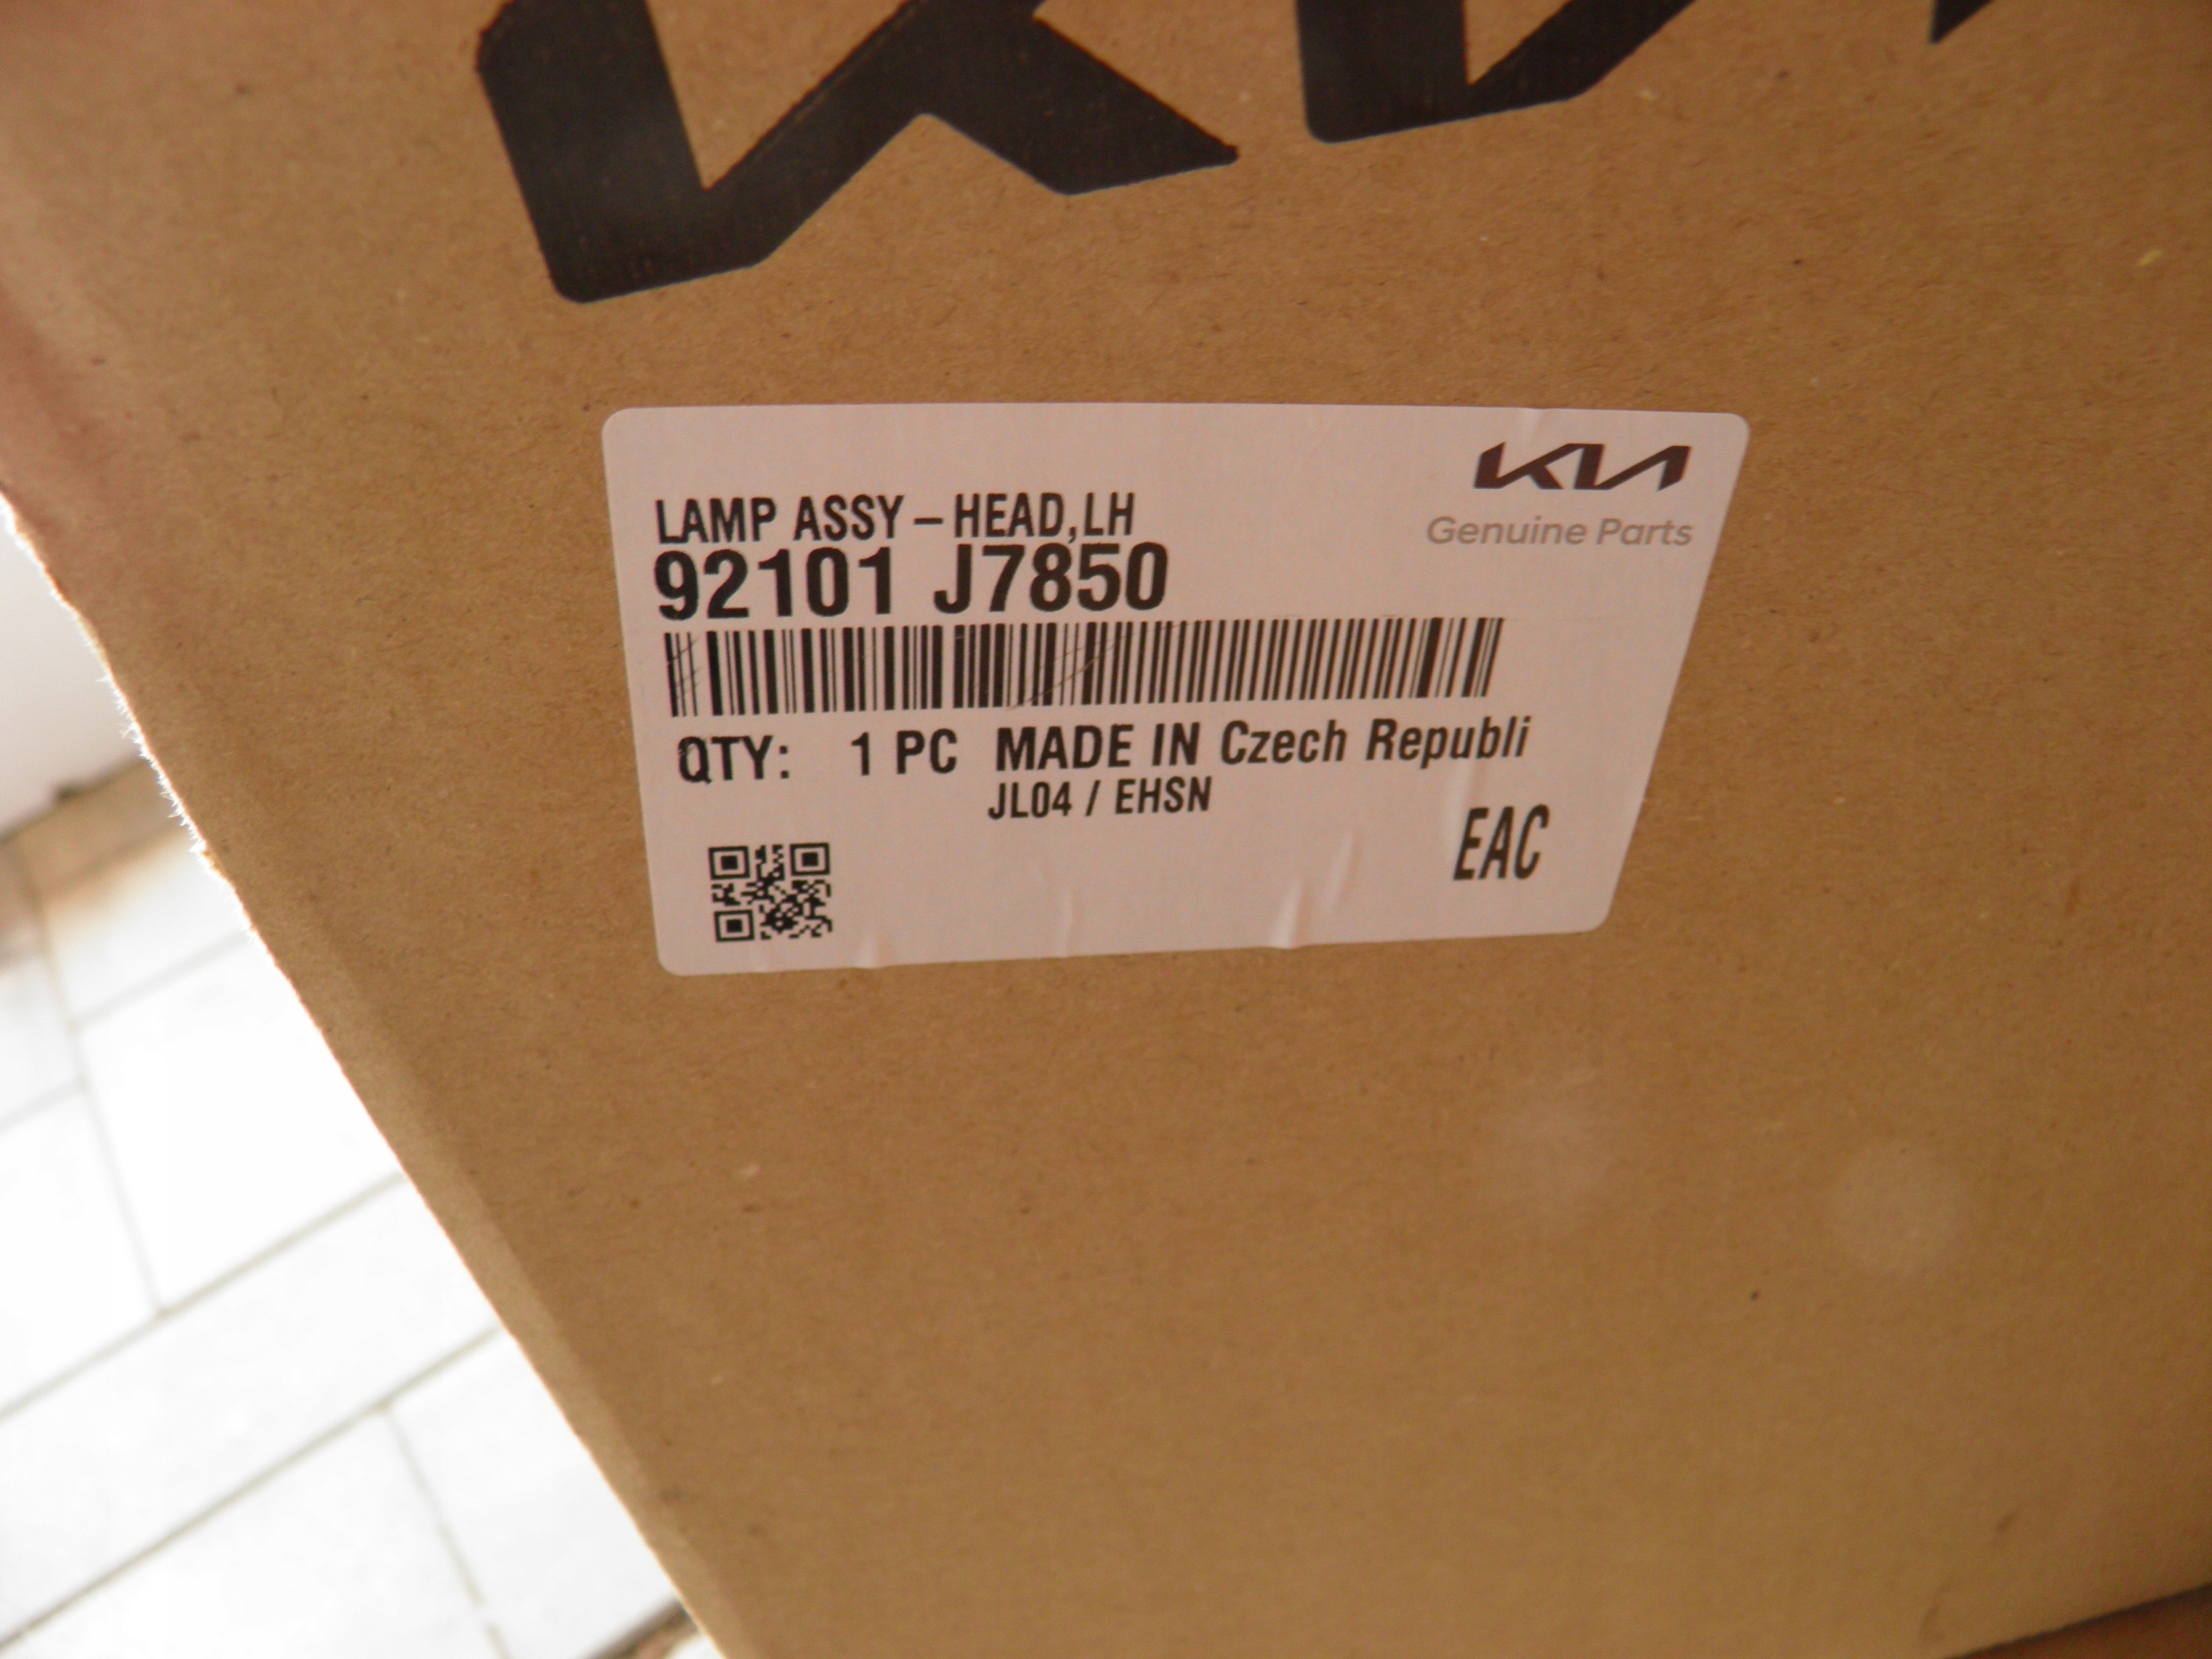 KIA
KIA
Genuine Parts
LAMP ASSY – HEAD,LH
92101 J7850
QTY: 1 PC MADE IN Czech Republi
JL04 / EHSN
EAC